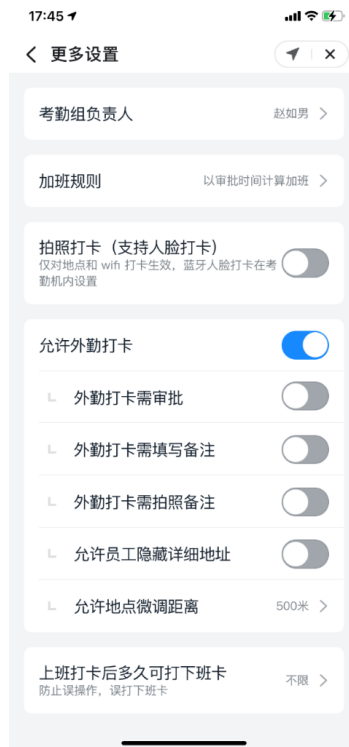 17:45
更多设置
考勤组负责人 赵如男
加班规则 以审批时间计算加班
拍照打卡（支持人脸打卡）
仅对地点和 wifi 打卡生效，蓝牙人脸打卡在考
勤机内设置
允许外勤打卡
外勤打卡需审批
外勤打卡需填写备注
外勤打卡需拍照备注
允许员工隐藏详细地址
允许地点微调距离 500米
上班打卡后多久可打下班卡 不限
防止误操作，误打下班卡